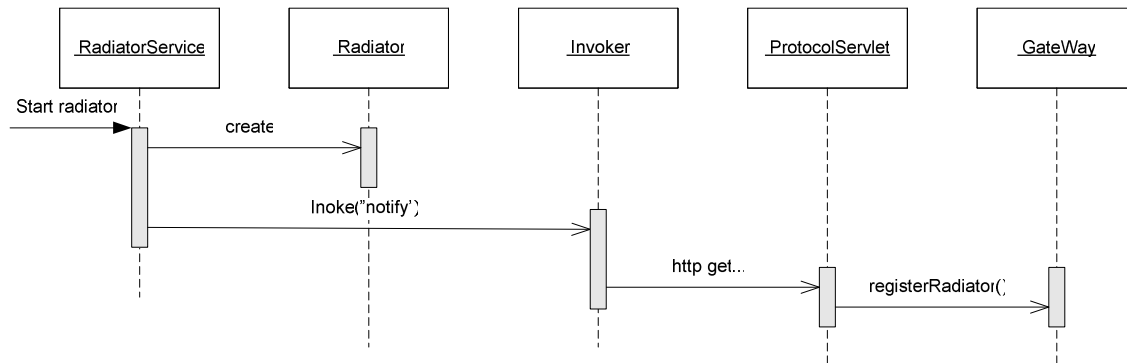 RadiatorService
Radiator
Invoker
ProtocolServlet
GateWay
Start radiator
create
Inoke("notify')
http get...
registerRadiator()